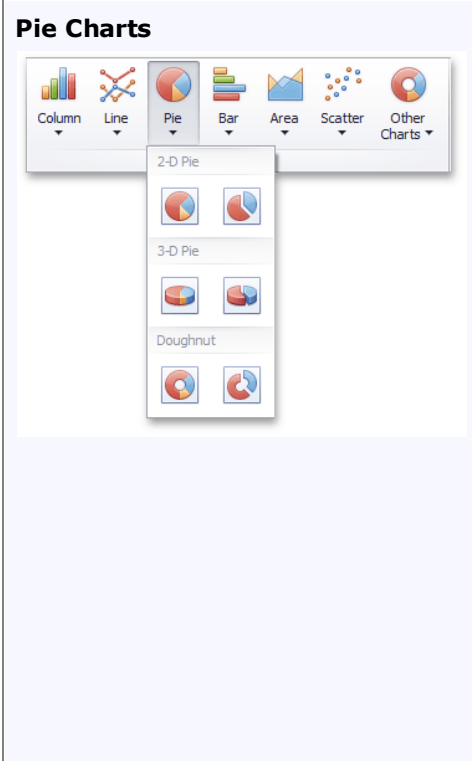 Pie Charts
Column Line Pie Bar Area Scatter Other
Charts
2-D Pie
3-D Pie
Doughnut